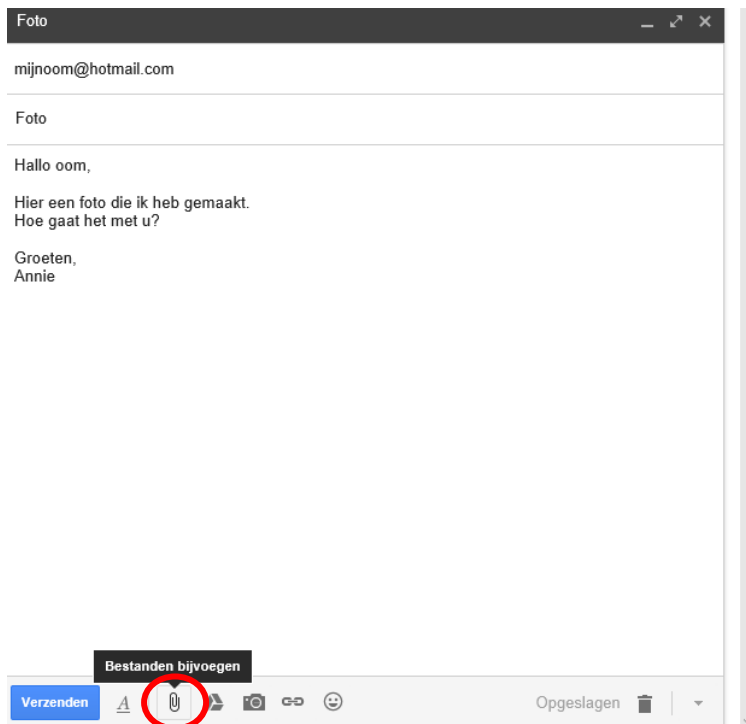 Foto
mijnoom@hotmail.com
Foto
Hallo oom,
Hier een foto die ik heb gemaakt.
Hoe gaat het met u?
Groeten,
Annie
Bestanden bijvoegen
Verzenden A Opgeslagen